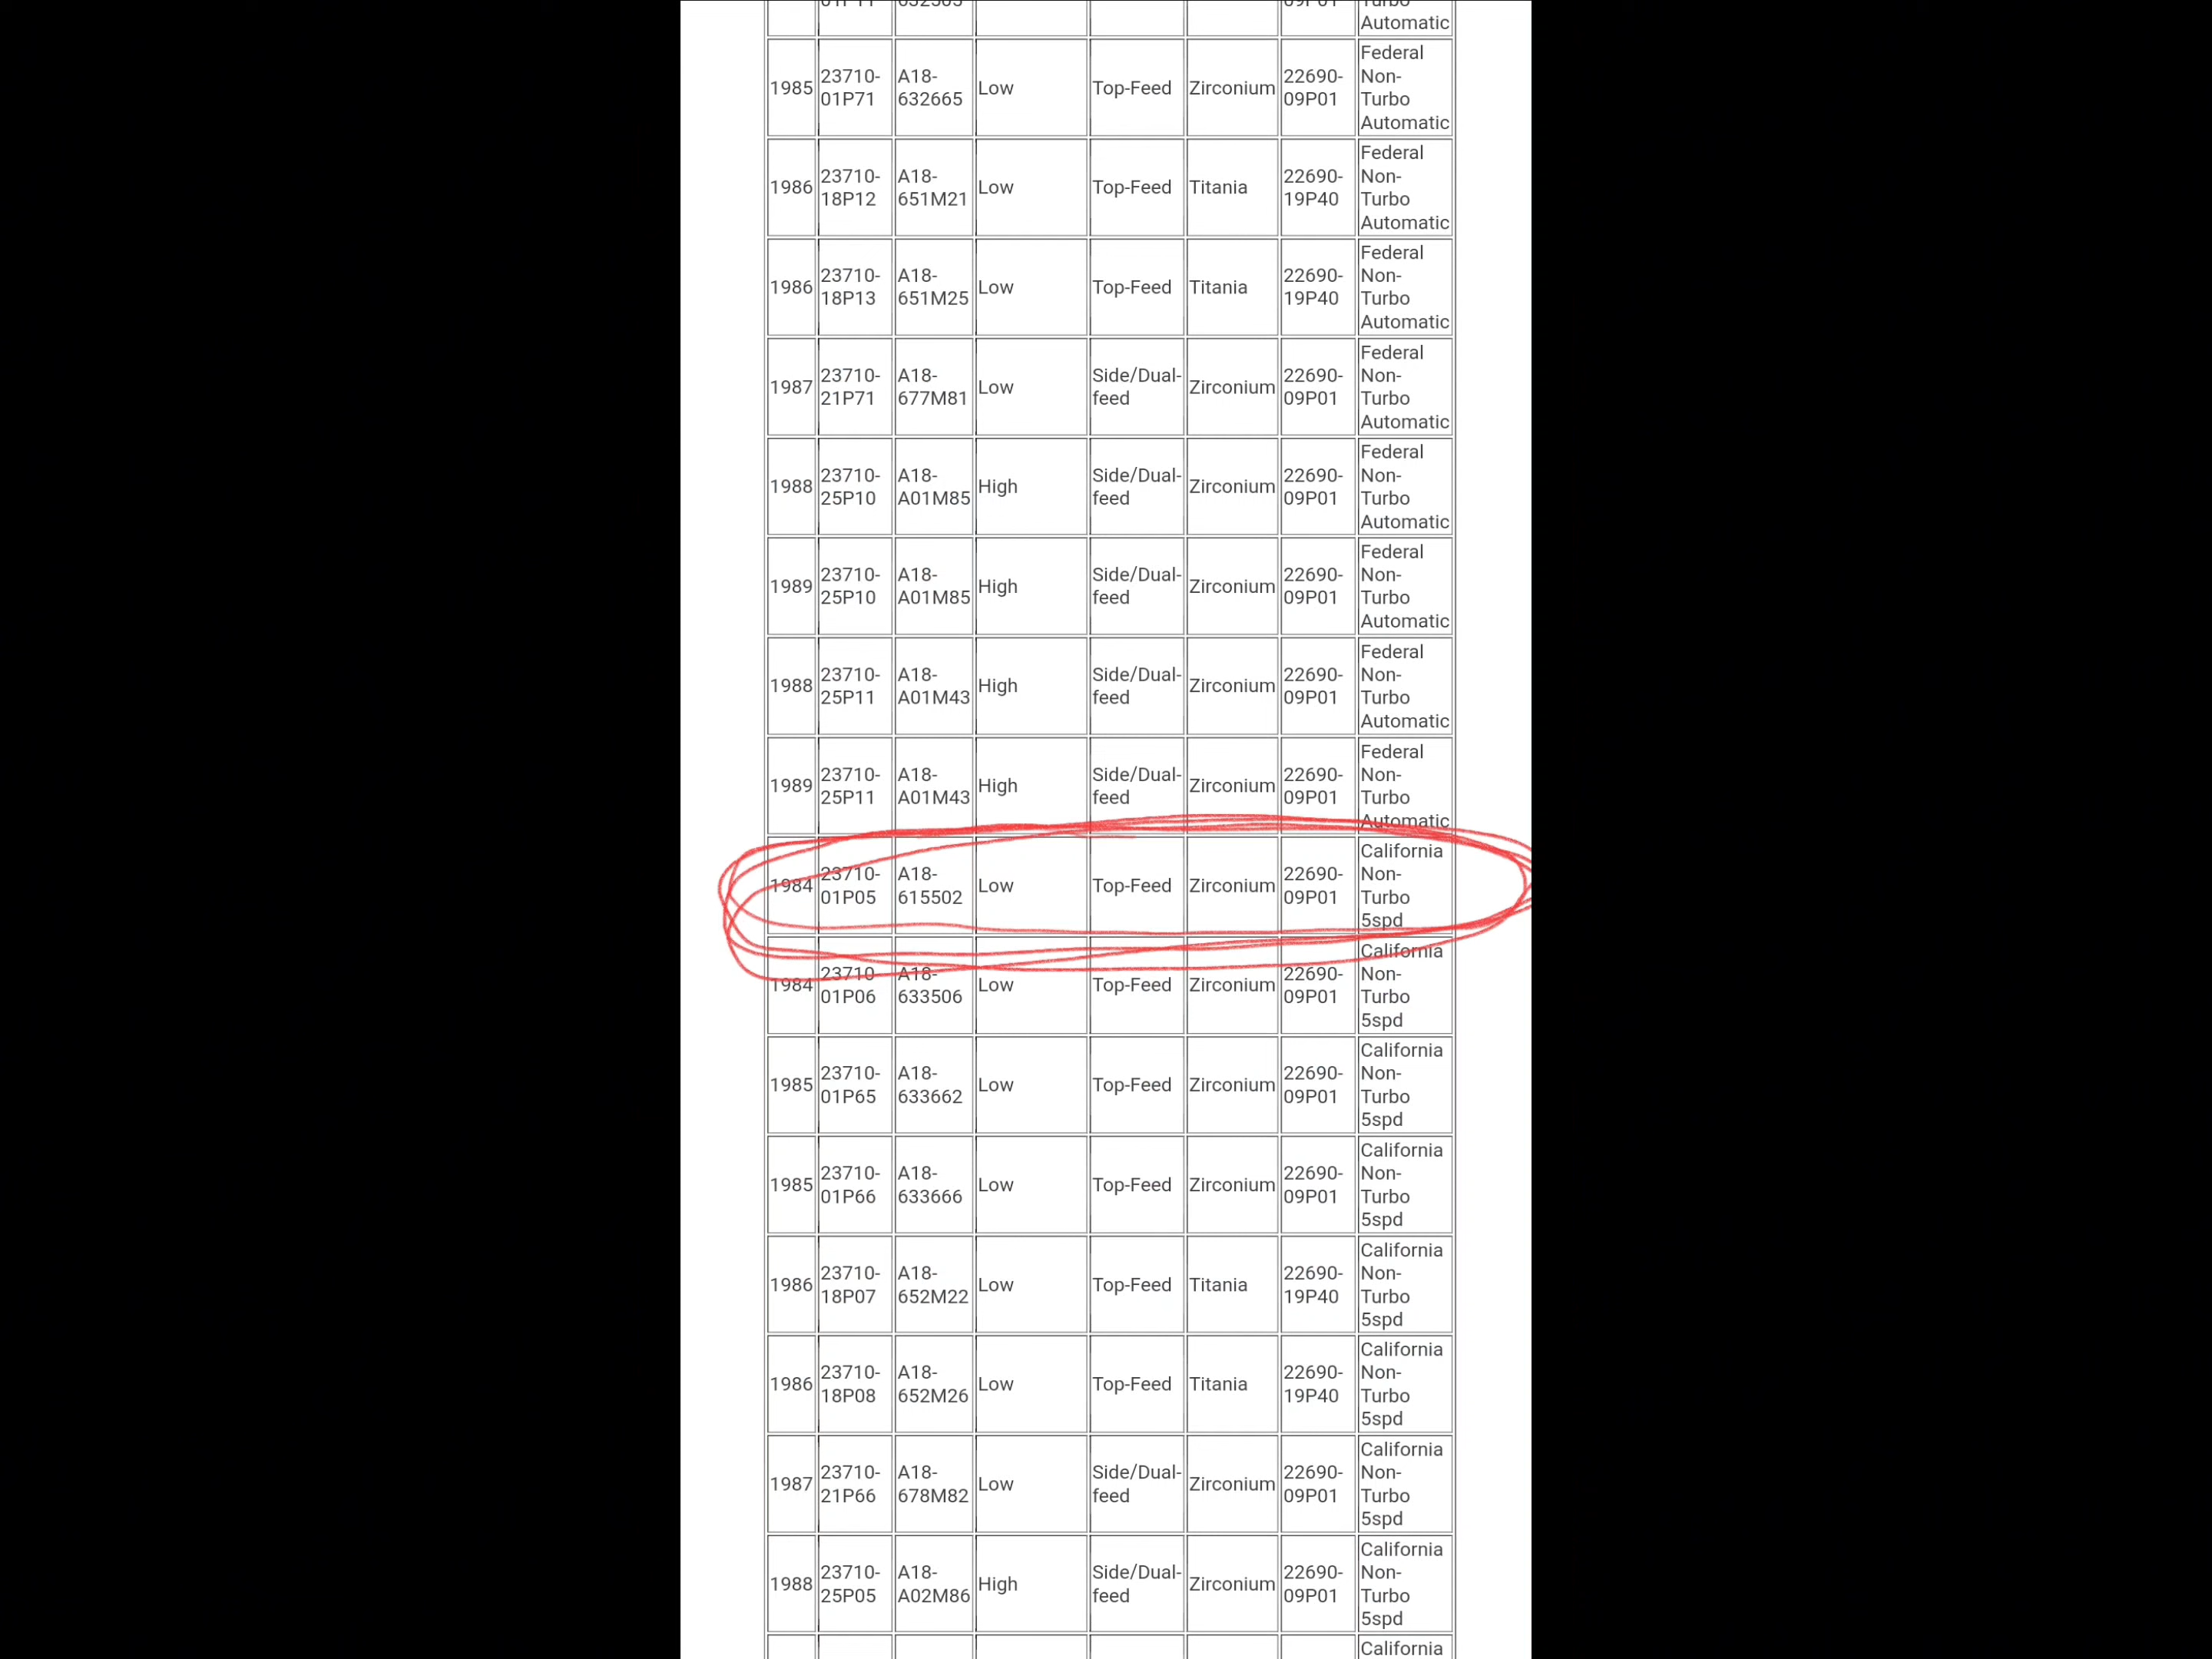 Automatic
1985
23710-
01P71
A18-
632665
Low
Top-Feed
Zirconium
22690-
09P01
Federal
Non-
Turbo
Automatic
1986
23710-
18P12
A18-
651M21
Low
Top-Feed
Titania
22690-
19P40
Federal
Non-
Turbo
Automatic
1986
23710-
18P13
A18-
651M25
Low
Top-Feed
Titania
22690-
19P40
Federal
Non-
Turbo
Automatic
1987
23710-
21P71
A18-
677M81
Low
Side/Dual-
feed
Zirconium
22690-
09P01
Federal
Non-
Turbo
Automatic
1988
23710-
25P10
A18-
A01M85
High
Side/Dual-
feed
Zirconium
22690-
09P01
Federal
Non-
Turbo
Automatic
1989
23710-
25P10
A18-
A01M85
High
Side/Dual-
feed
Zirconium
22690-
09P01
Federal
Non-
Turbo
Automatic
1988
23710-
25P11
A18-
A01M43
High
Side/Dual-
feed
Zirconium
22690-
09P01
Federal
Non-
Turbo
Automatic
1989
23710-
25P11
A18-
A01M43
High
Side/Dual-
feed
Zirconium
22690-
09P01
Federal
Non-
Turbo
Automatic
1984
23710-
01P05
A18-
615502
Low
Top-Feed
Zirconium
22690-
09P01
California
Non-
Turbo
5spd
1984
23710-
01P06
A18-
633506
Low
Top-Feed
Zirconium
22690-
09P01
California
Non-
Turbo
5spd
1985
23710-
01P65
A18-
633662
Low
Top-Feed
Zirconium
22690-
09P01
California
Non-
Turbo
5spd
1985
23710-
01P66
A18-
633666
Low
Top-Feed
Zirconium
22690-
09P01
California
Non-
Turbo
5spd
1986
23710-
18P07
A18-
652M22
Low
Top-Feed
Titania
22690-
19P40
California
Non-
Turbo
5spd
1986
23710-
18P08
A18-
652M26
Low
Top-Feed
Titania
22690-
19P40
California
Non-
Turbo
5spd
1987
23710-
21P66
A18-
678M82
Low
Side/Dual-
feed
Zirconium
22690-
09P01
California
Non-
Turbo
5spd
1988
23710-
25P05
A18-
A02M86
High
Side/Dual-
feed
Zirconium
22690-
09P01
California
Non-
Turbo
5spd
California